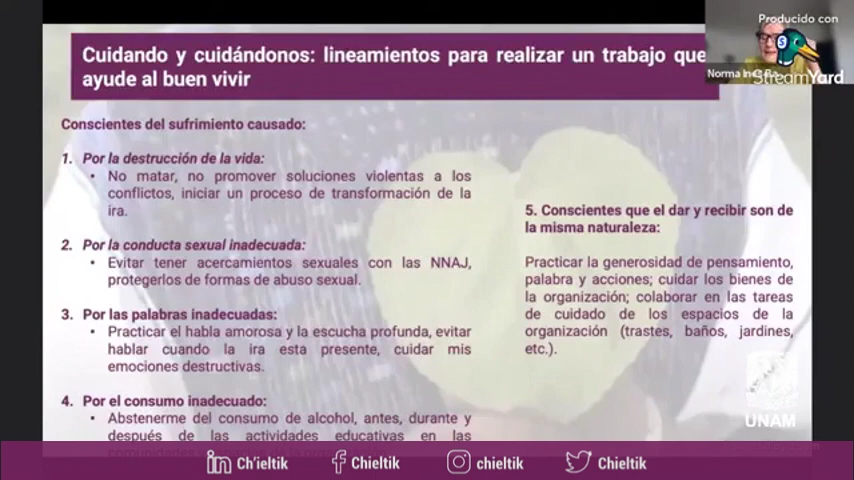 Producido con
StreamYard
Norma Ines
Cuidando y cuidándonos: lineamientos para realizar un trabajo que
ayude al buen vivir
Conscientes del sufrimiento causado:
1. Por la destrucción de la vida:
• No matar, no promover soluciones violentas a los
conflictos, iniciar un proceso de transformación de la
ira.
2. Por la conducta sexual inadecuada:
• Evitar tener acercamientos sexuales con las NNAJ,
protegerlos de formas de abuso sexual.
3. Por las palabras inadecuadas:
• Practicar el habla amorosa y la escucha profunda, evitar
hablar cuando la ira esta presente, cuidar mis
emociones destructivas.
4. Por el consumo inadecuado:
• Abstenerme del consumo de alcohol, antes, durante y
después de las actividades educativas en las
5. Conscientes que el dar y recibir son de
la misma naturaleza:
Practicar la generosidad de pensamiento,
palabra y acciones; cuidar los bienes de
la organización; colaborar en las tareas
de cuidado de los espacios de la
organización (trastes, baños, jardines,
etc.).
UNAM
Ch'ieltik Chieltik chieltik Chieltik